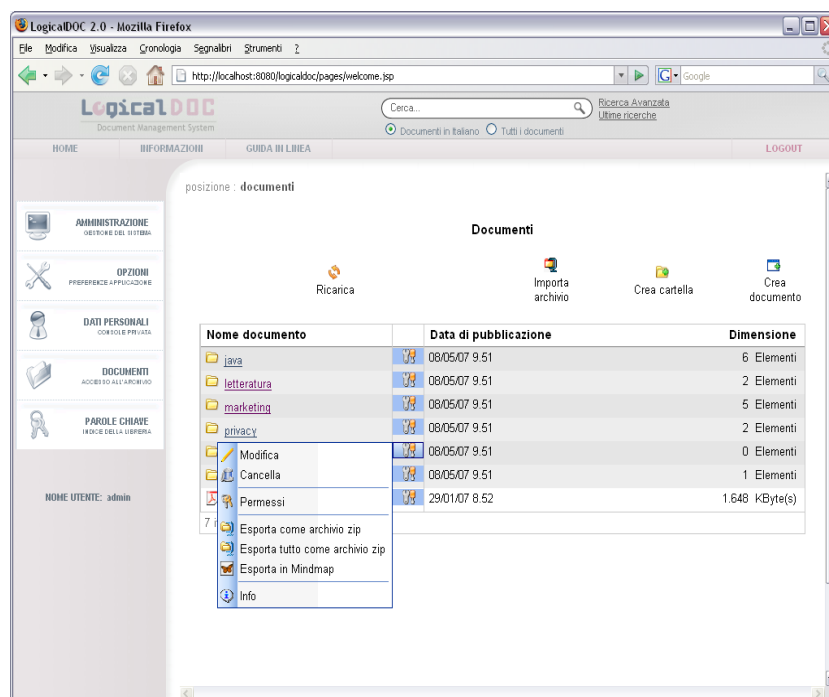 LogicalDOC 2.0 - Mozilla Firefox
File Modifica Visualizza Cronologia Segnalibri Strumenti ?
http://localhost:8080/logicaldoc/pages/welcome.jsp
G Google
LogicalDOC
Document Management System
Cerca...
Ricerca Avanzata
Ultime ricerche
Documenti in Italiano Tutti i documenti
HOME INFORMAZIONI GUIDA IN LINEA LOGOUT
posizione : documenti
AMMINISTRAZIONE
GESTIONE DEL SISTEMA
OPZIONI
PREFERENZE APPLICAZIONE
DATI PERSONALI
CONSOLE PRIVATA
DOCUMENTI
ACCESSO ALL'ARCHIVIO
PAROLE CHIAVE
INDICE DELLA LIBRERIA
NOME UTENTE: admin
Documenti
Ricarica
Importa archivio
Crea cartella
Crea documento
Nome documento Data di pubblicazione Dimensione
java 08/05/07 9.51 6 Elementi
letteratura 08/05/07 9.51 2 Elementi
marketing 08/05/07 9.51 5 Elementi
privacy 08/05/07 9.51 2 Elementi
08/05/07 9.51 0 Elementi
08/05/07 9.51 1 Elementi
29/01/07 8.52 1.648 KByte(s)
7
Modifica
Cancella
Permessi
Esporta come archivio zip
Esporta tutto come archivio zip
Esporta in Mindmap
Info